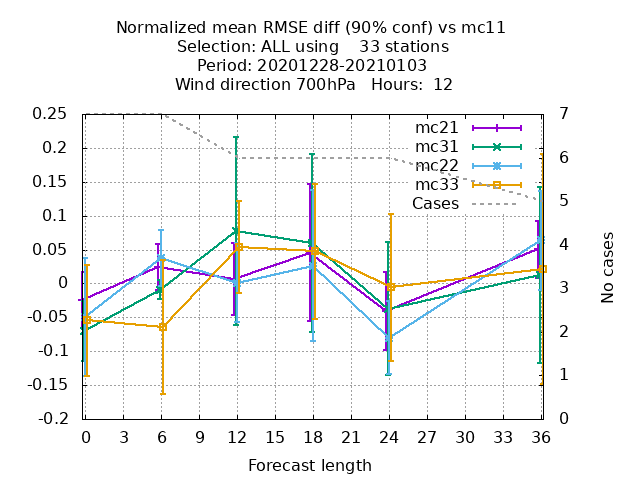 Normalized mean RMSE diff (90% conf) vs mc11
Selection: ALL using    33 stations
Period: 20201228-20210103
Wind direction 700hPa   Hours:  12
0.25
0.2
0.15
0.1
0.05
0
-0.05
-0.1
-0.15
-0.2
mc21
mc31
mc22
mc33
Cases
7
6
5
4
3
2
1
0
No cases
0 3 6 9 12 15 18 21 24 27 30 33 36
Forecast length